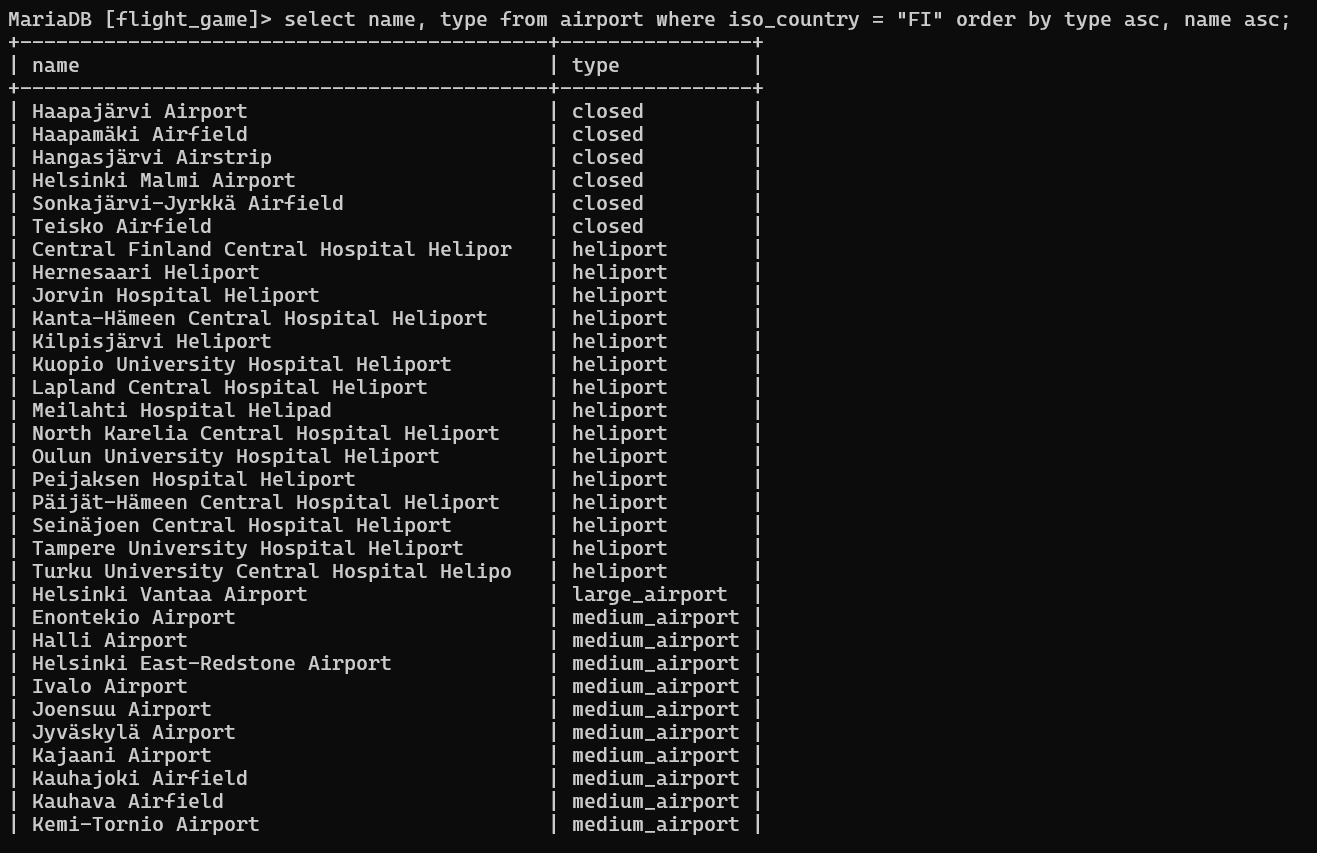 MariaDB [flight_game]> select name, type from airport where iso_country = "FI" order by type asc, name asc;
+--------------------------------------------+----------------+
| name                                       | type           |
+--------------------------------------------+----------------+
| Haapajärvi Airport                         | closed         |
| Haapamäki Airfield                         | closed         |
| Hangasjärvi Airstrip                       | closed         |
| Helsinki Malmi Airport                     | closed         |
| Sonkajärvi-Jyrkkä Airfield                 | closed         |
| Teisko Airfield                            | closed         |
| Central Finland Central Hospital Helipor   | heliport       |
| Hernesaari Heliport                        | heliport       |
| Jorvin Hospital Heliport                   | heliport       |
| Kanta-Hämeen Central Hospital Heliport     | heliport       |
| Kilpisjärvi Heliport                       | heliport       |
| Kuopio University Hospital Heliport        | heliport       |
| Lapland Central Hospital Heliport          | heliport       |
| Meilahti Hospital Helipad                  | heliport       |
| North Karelia Central Hospital Heliport    | heliport       |
| Oulun University Hospital Heliport         | heliport       |
| Peijaksen Hospital Heliport                | heliport       |
| Päijät-Hämeen Central Hospital Heliport    | heliport       |
| Seinäjoen Central Hospital Heliport        | heliport       |
| Tampere University Hospital Heliport       | heliport       |
| Turku University Central Hospital Helipo   | heliport       |
| Helsinki Vantaa Airport                    | large_airport  |
| Enontekio Airport                          | medium_airport |
| Halli Airport                              | medium_airport |
| Helsinki East-Redstone Airport             | medium_airport |
| Ivalo Airport                              | medium_airport |
| Joensuu Airport                            | medium_airport |
| Jyväskylä Airport                          | medium_airport |
| Kajaani Airport                            | medium_airport |
| Kauhajoki Airfield                         | medium_airport |
| Kauhava Airfield                           | medium_airport |
| Kemi-Tornio Airport                        | medium_airport |